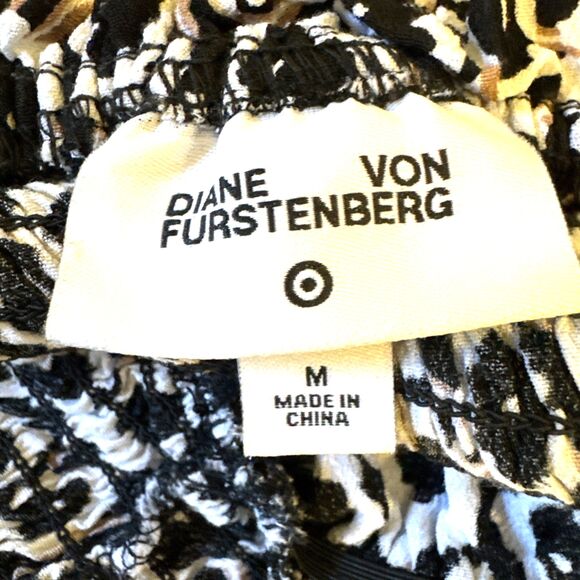 DIANE VON
FURSTENBERG
M
MADE IN
CHINA